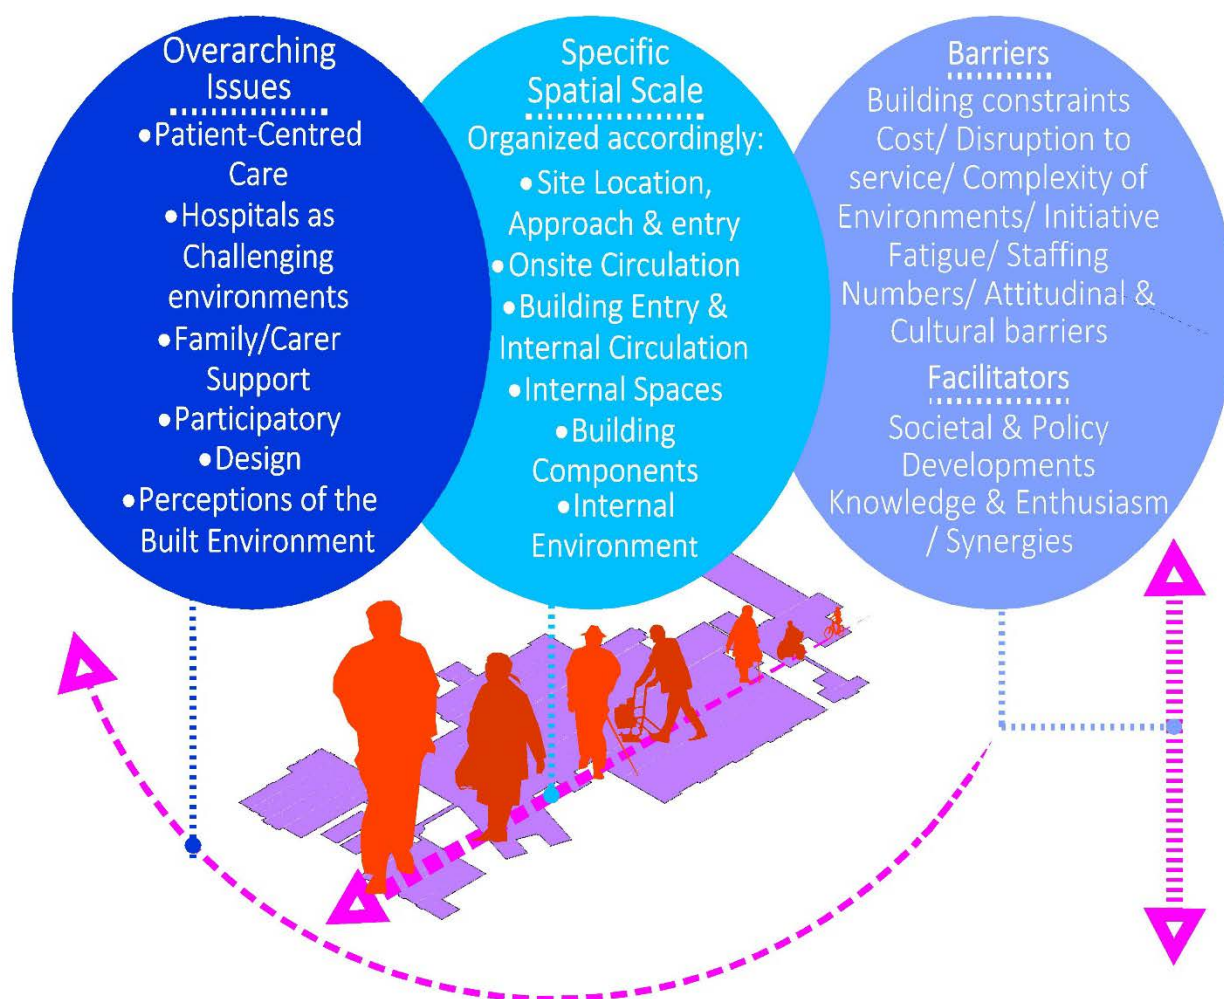 Overarching
Issues
•Patient-Centred
Care
•Hospitals as
Challenging
environments
•Family/Carer
Support
•Participatory
•Design
•Perceptions of the
Built Environment
Specific
Spatial Scale
Organized accordingly:
•Site Location,
Approach & entry
•Onsite Circulation
•Building Entry &
Internal Circulation
•Internal Spaces
•Building
Components
•Internal
Environment
Barriers
Building constraints
Cost/ Disruption to
service/ Complexity of
Environments/ Initiative
Fatigue/ Staffing
Numbers/ Attitudinal &
Cultural barriers
Facilitators
Societal & Policy
Developments
Knowledge & Enthusiasm
/ Synergies